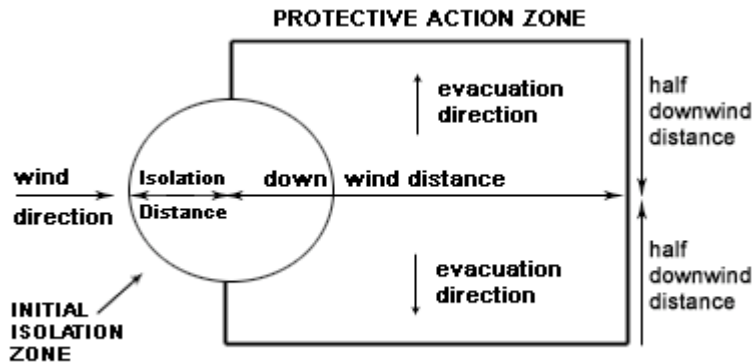 PROTECTIVE ACTION ZONE
evacuation
direction
half
downwind
distance
wind
direction
Isolation
Distance
down wind distance
evacuation
direction
half
downwind
distance
INITIAL
ISOLATION
ZONE